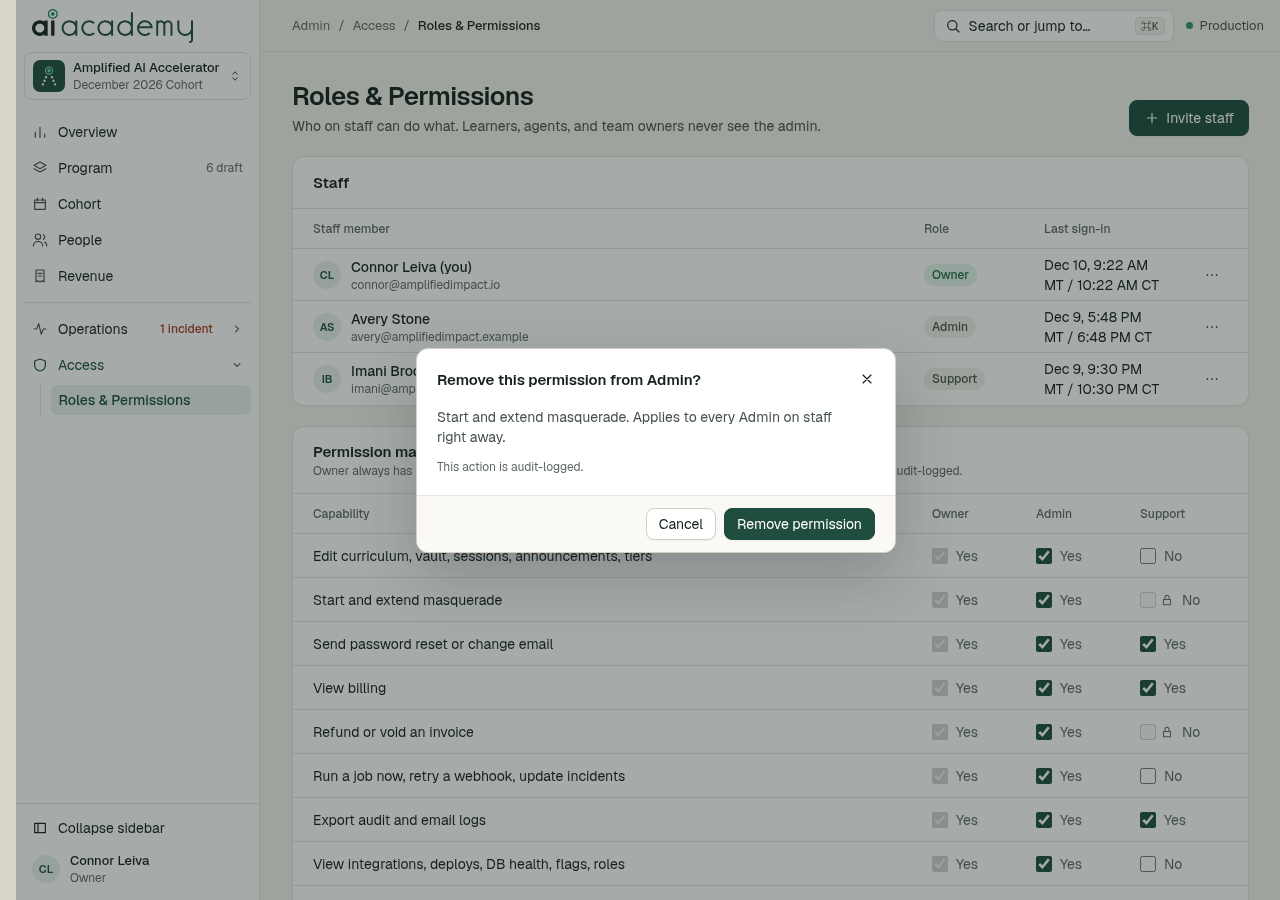 ai academy
Amplified AI Accelerator
December 2026 Cohort
Overview
Program 6 draft
Cohort
People
Revenue
Operations 1 incident
Access
Roles & Permissions
Collapse sidebar
CL Connor Leiva
Owner
Admin / Access / Roles & Permissions
Search or jump to… ⌘K
Production
Roles & Permissions
Who on staff can do what. Learners, agents, and team owners never see the admin.
Invite staff
Staff
Staff member Role Last sign-in
CL Connor Leiva (you) Owner Dec 10, 9:22 AM
connor@amplifiedimpact.io MT / 10:22 AM CT
AS Avery Stone Admin Dec 9, 5:48 PM
avery@amplifiedimpact.example MT / 6:48 PM CT
IB Imani Support Dec 9, 9:30 PM
MT / 10:30 PM CT
Remove this permission from Admin?
Start and extend masquerade. Applies to every Admin on staff
right away.
This action is audit-logged.
Cancel Remove permission
Permission
Owner always has
Capability Owner Admin Support
Edit curriculum, vault, sessions, announcements, tiers Yes Yes No
Start and extend masquerade Yes Yes No
Send password reset or change email Yes Yes Yes
View billing Yes Yes Yes
Refund or void an invoice Yes Yes No
Run a job now, retry a webhook, update incidents Yes Yes No
Export audit and email logs Yes Yes Yes
View integrations, deploys, DB health, flags, roles Yes Yes No